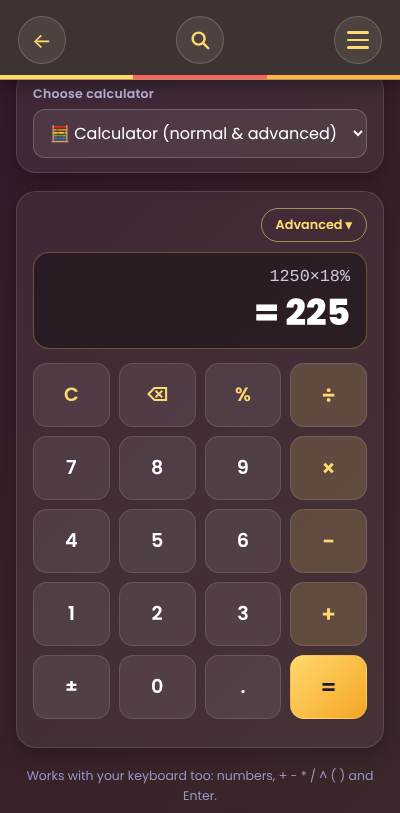 Choose calculator
🧮 Calculator (normal & advanced)
Advanced ▾
1250×18%
= 225
C ⌫ % ÷
7 8 9 ×
4 5 6 −
1 2 3 +
± 0 . =
Works with your keyboard too: numbers, + - * / ^ ( ) and
Enter.